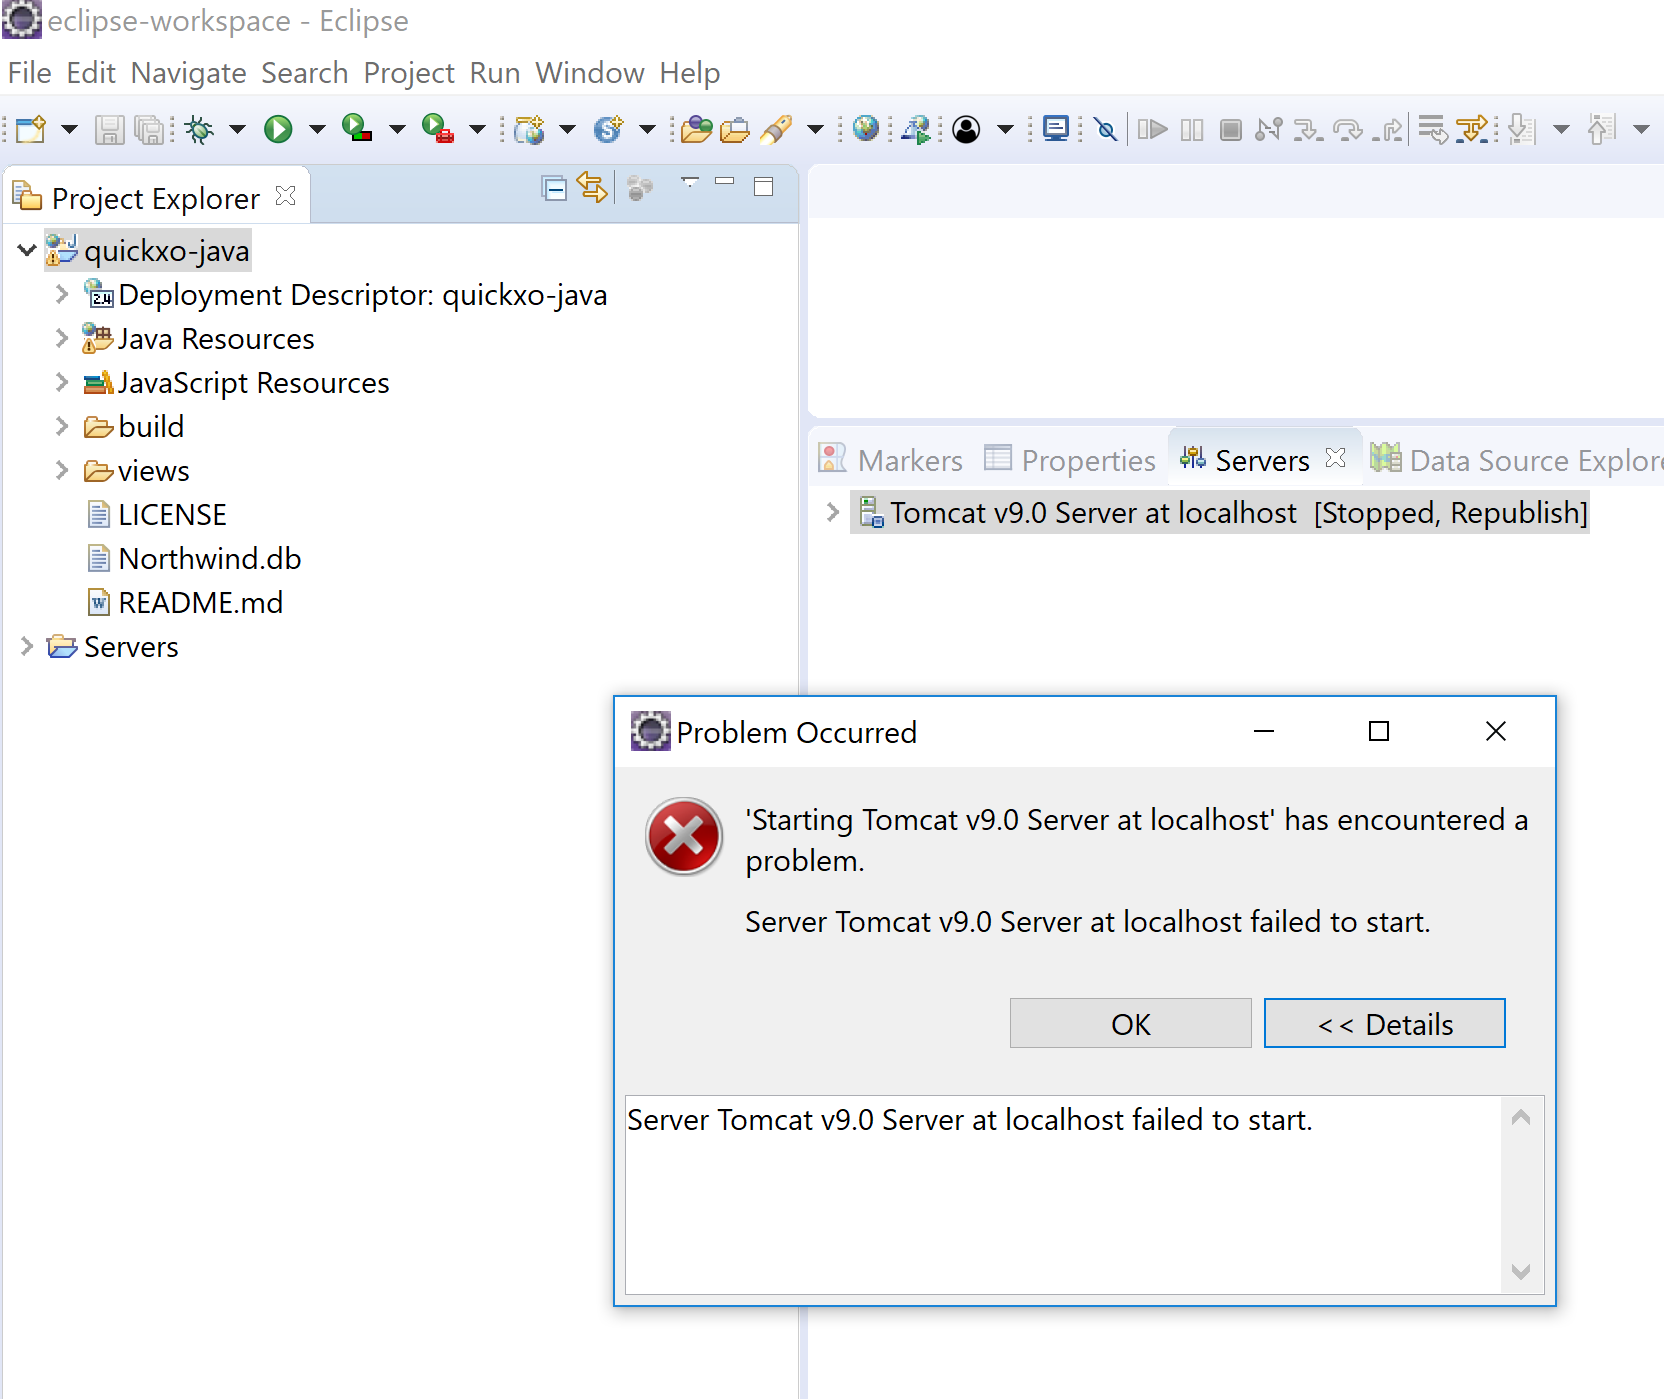 eclipse-workspace - Eclipse
File Edit Navigate Search Project Run Window Help
Project Explorer
quickxo-java
Deployment Descriptor: quickxo-java
Java Resources
JavaScript Resources
build
views
LICENSE
Northwind.db
README.md
Servers
Markers Properties Servers Data Source Explore
Tomcat v9.0 Server at localhost [Stopped, Republish]
Problem Occurred
'Starting Tomcat v9.0 Server at localhost' has encountered a
problem.
Server Tomcat v9.0 Server at localhost failed to start.
OK << Details
Server Tomcat v9.0 Server at localhost failed to start.